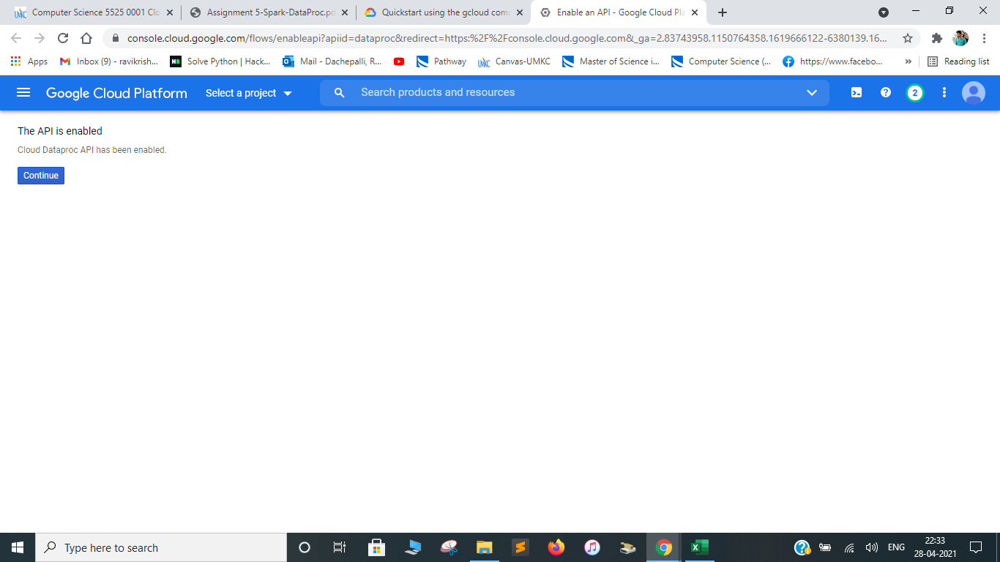 Computer Science 5525 0001 Clo
Assignment 5-Spark-DataProc.pd
Quickstart using the gcloud com
Enable an API - Google Cloud Pla
console.cloud.google.com/flows/enableapi?apiid=dataproc&redirect=https:%2F%2Fconsole.cloud.google.com&_ga=2.83743958.1150764358.1619666122-6380139.16...
Apps
Inbox (9) - ravikrish...
Solve Python | Hack...
Mail - Dachepalli, R...
Pathway
UMKC Canvas-UMKC
Master of Science i...
Computer Science (...
https://www.facebo...
»
Reading list
Google Cloud Platform
Select a project
Search products and resources
2
The API is enabled
Cloud Dataproc API has been enabled.
Continue
Type here to search
ENG
22:33
28-04-2021